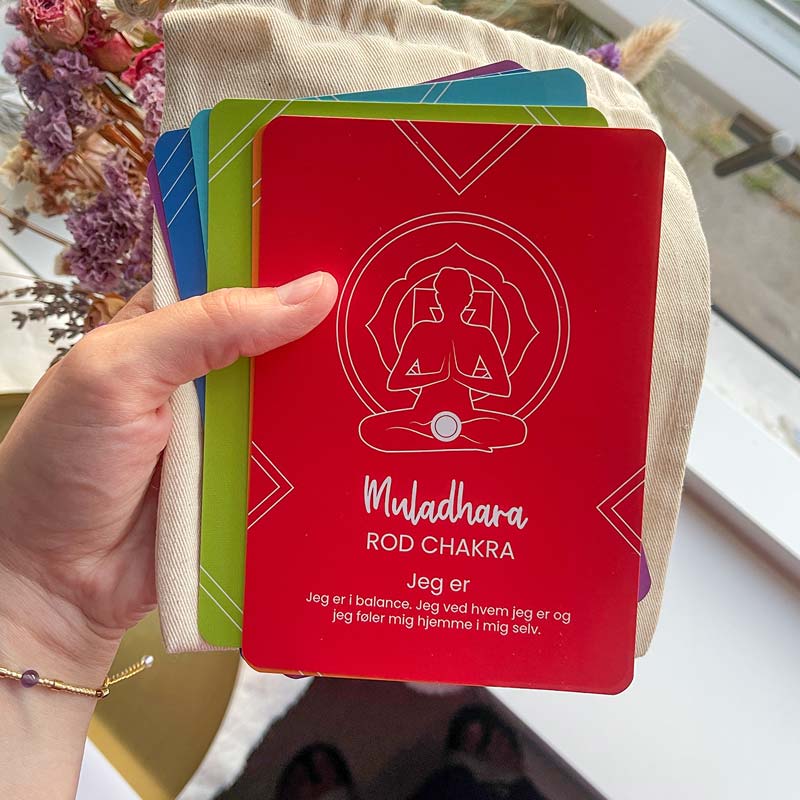 Muladhara
ROD CHAKRA
Jeg er
Jeg er i balance. Jeg ved hvem jeg er og
jeg føler mig hjemme i mig selv.